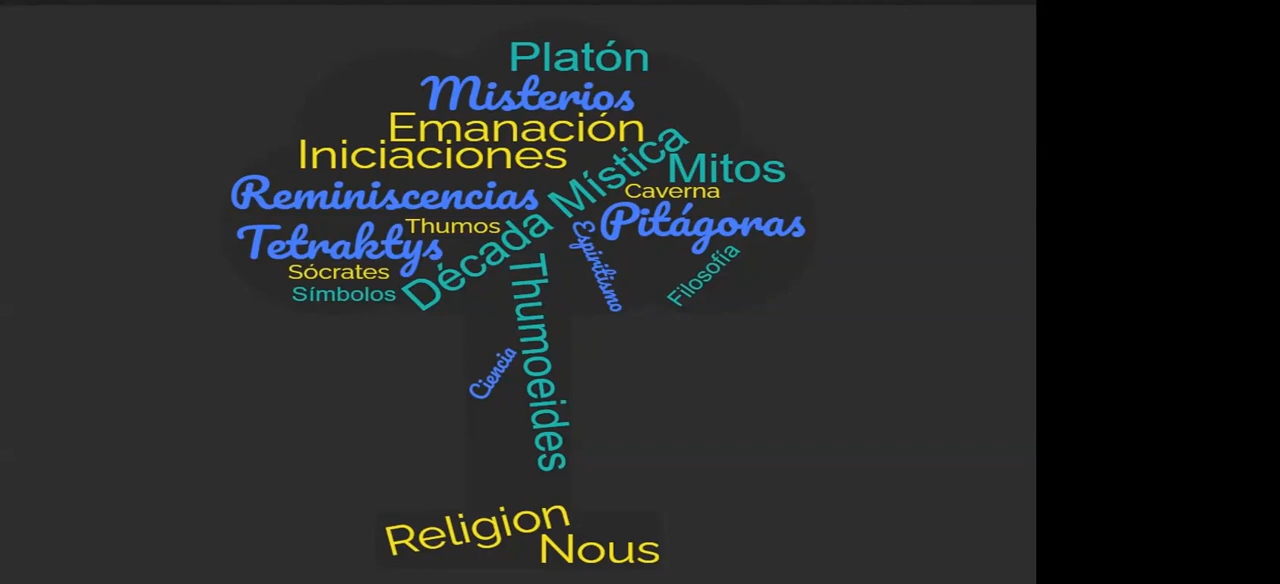 Platón
Misterios
Emanación
Iniciaciones
Década Mística
Mitos
Caverna
Reminiscencias
Pitágoras
Thumos
Tetraktys
Espiritismo
Filosofía
Sócrates
Símbolos
Thumoeides
Ciencia
Religion
Nous